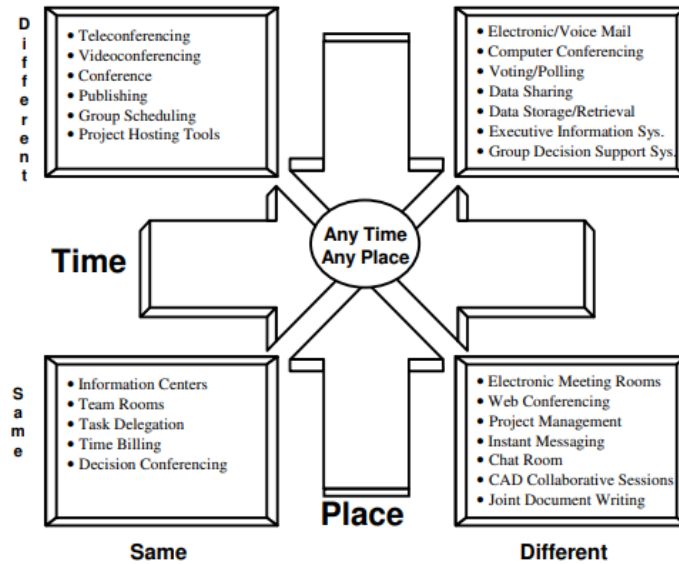 Different
• Teleconferencing
• Videoconferencing
• Conference
• Publishing
• Group Scheduling
• Project Hosting Tools
• Electronic/Voice Mail
• Computer Conferencing
• Voting/Polling
• Data Sharing
• Data Storage/Retrieval
• Executive Information Sys.
• Group Decision Support Sys.
Time
Any Time
Any Place
Same
• Information Centers
• Team Rooms
• Task Delegation
• Time Billing
• Decision Conferencing
• Electronic Meeting Rooms
• Web Conferencing
• Project Management
• Instant Messaging
• Chat Room
• CAD Collaborative Sessions
• Joint Document Writing
Place
Same
Different